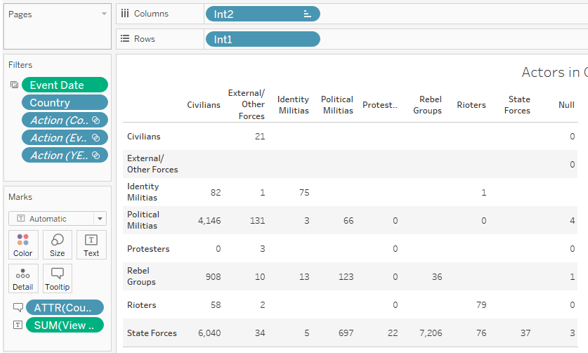 Pages
Columns Int2
Rows Int1
Filters
Event Date
Country
Action (Co..
Action (Ev..
Action (YE..
Marks
Automatic
Color Size Text
Detail Tooltip
ATTR(Cou..
SUM(View ..
Actors in
Civilians External/ Other Forces Identity Militias Political Militias Protest.. Rebel Groups Rioters State Forces Null
Civilians 21 0
External/ Other Forces 0
Identity Militias 82 1 75 1
Political Militias 4,146 131 3 66 0 0 4
Protesters 0 3 0 0
Rebel Groups 908 10 13 123 0 36 1
Rioters 58 2 0 79 0
State Forces 6,040 34 5 697 22 7,206 76 37 3